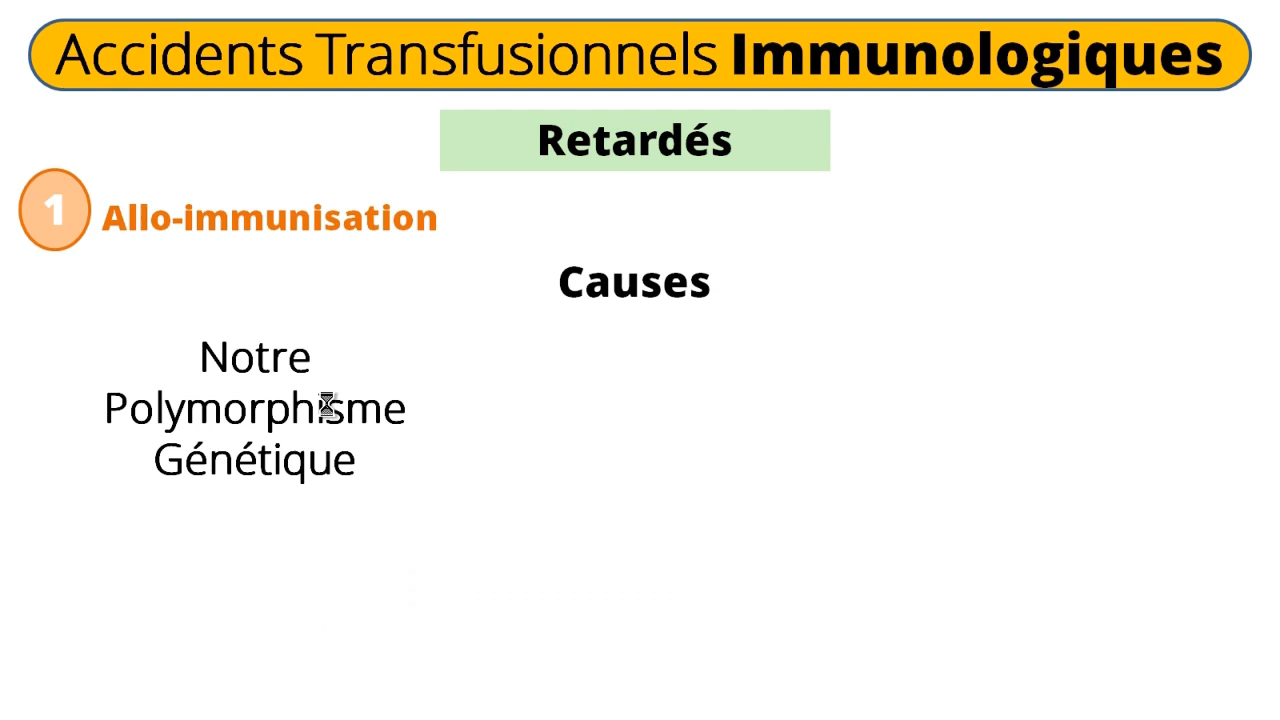 Accidents Transfusionnels Immunologiques
Retardés
1
Allo-immunisation
Causes
Notre
Polymorphisme
Génétique